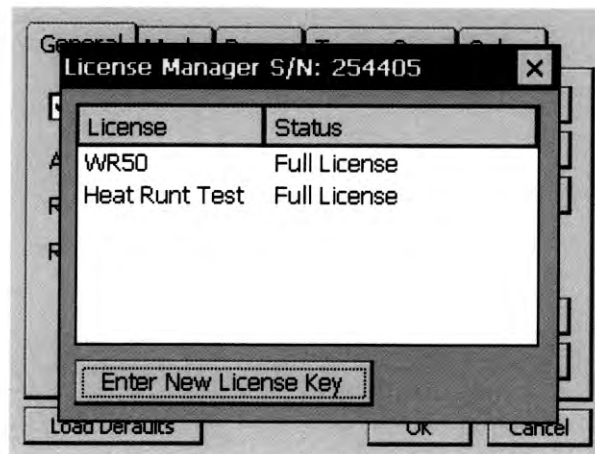 General
License Manager S/N: 254405
License Status
WR50 Full License
Heat Runt Test Full License
Enter New License Key
Load Defaults OK Cancel